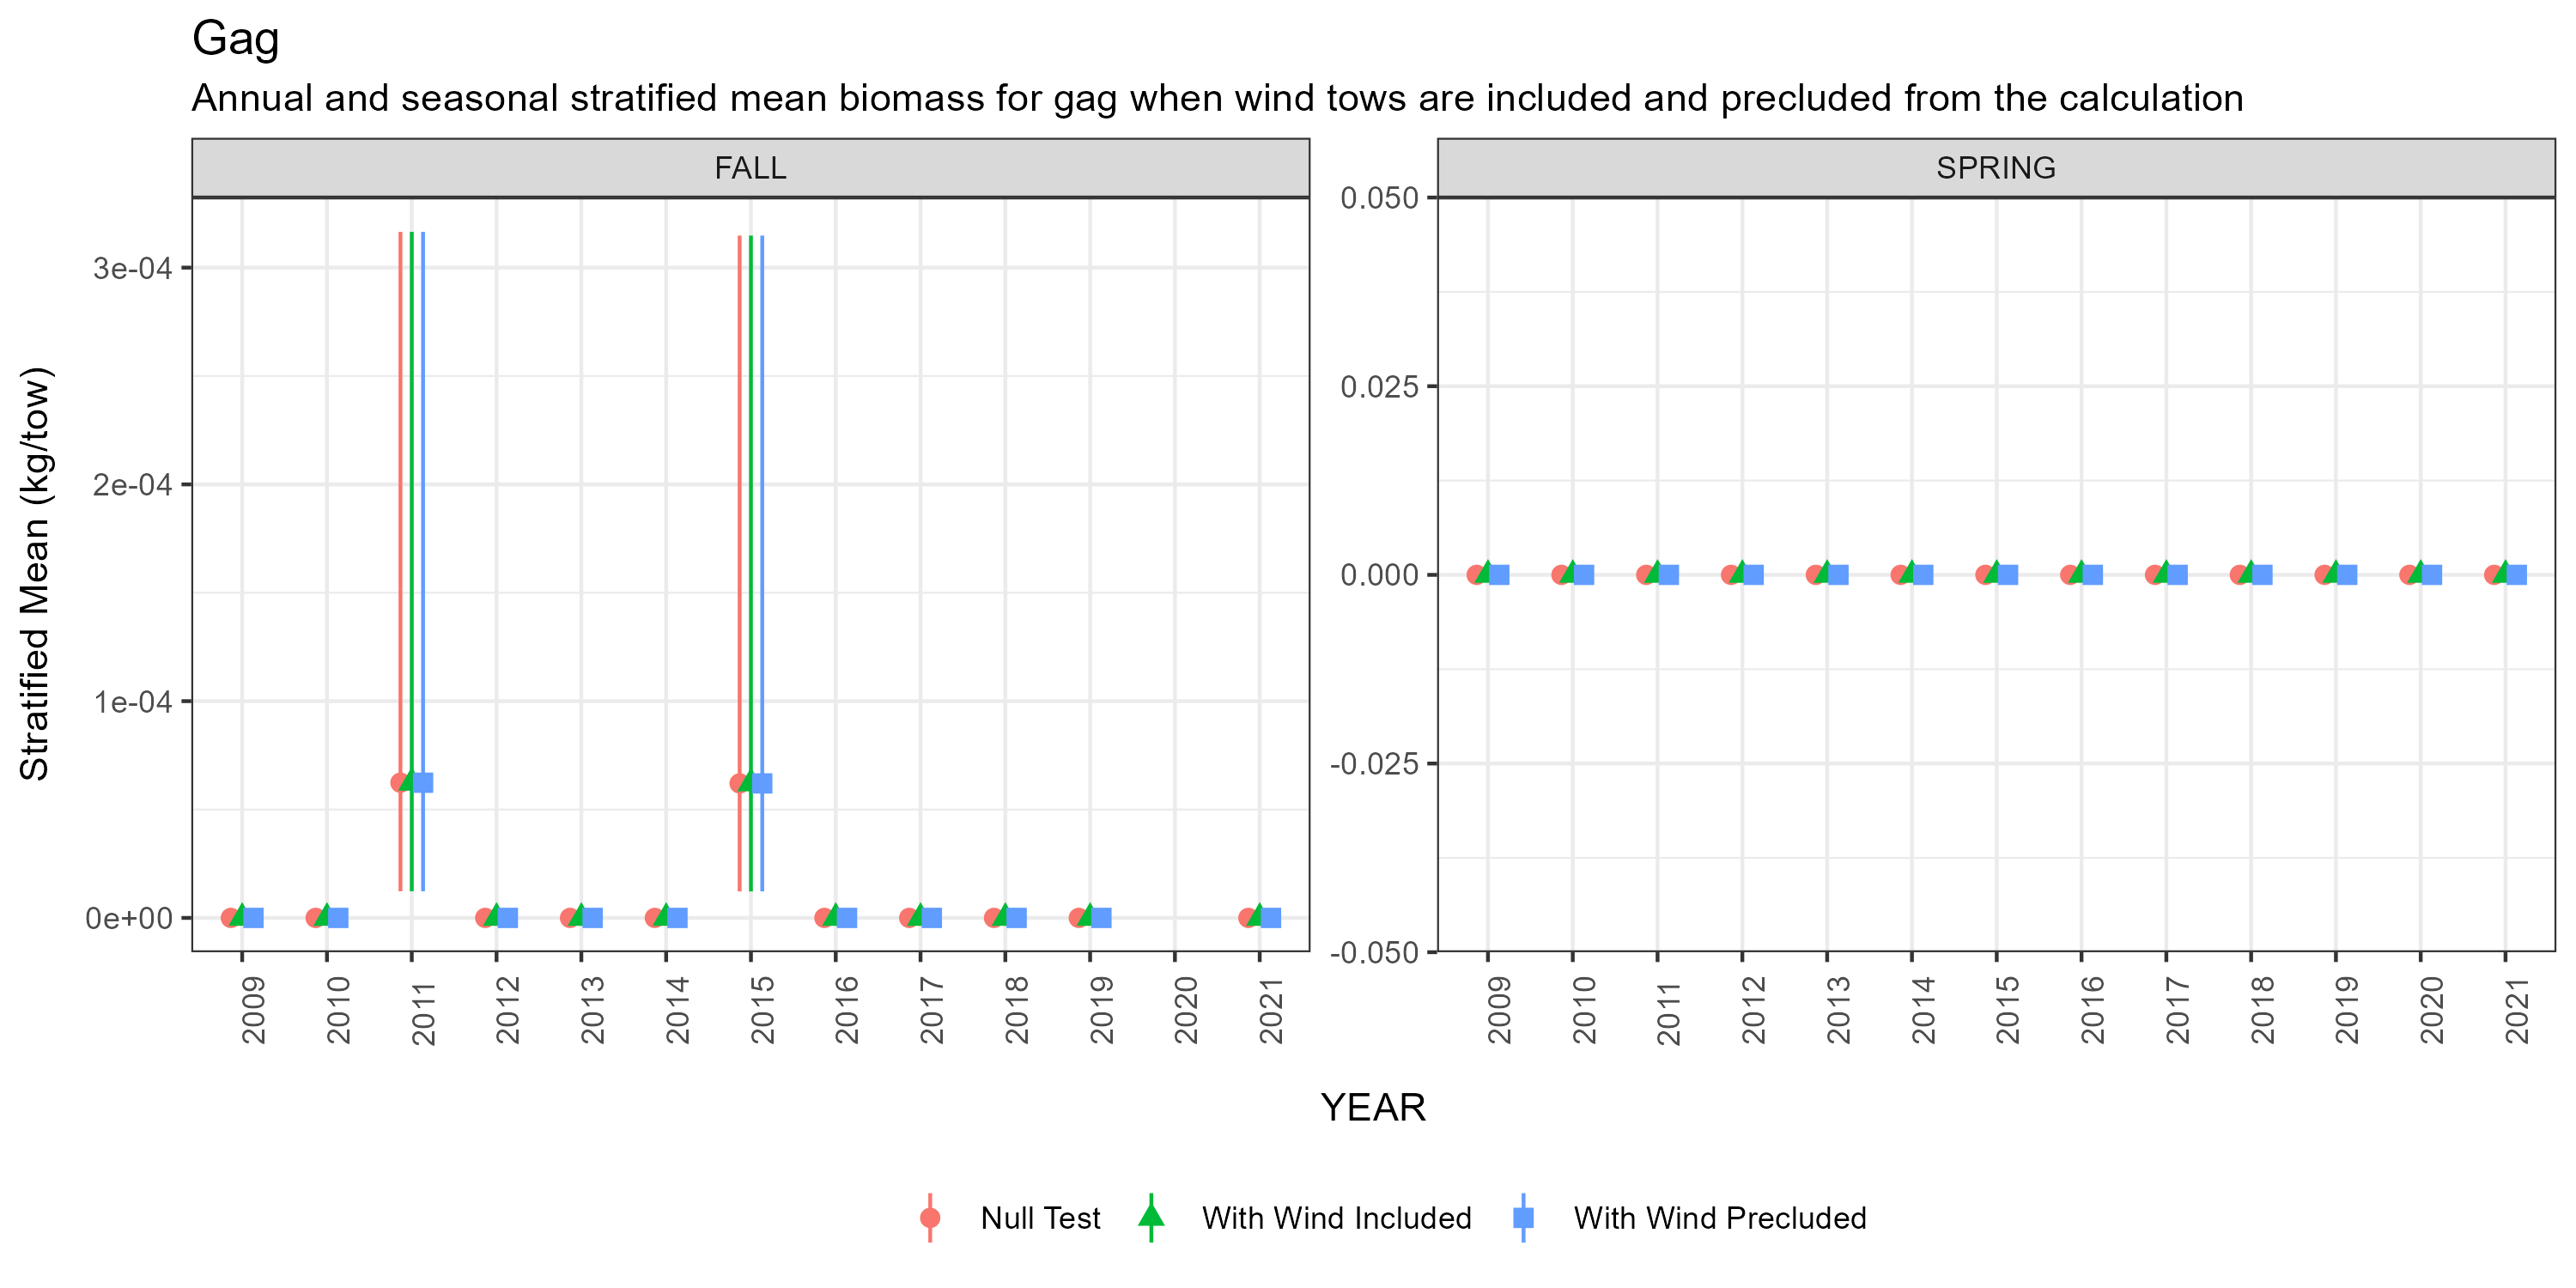 Gag
Annual and seasonal stratified mean biomass for gag when wind tows are included and precluded from the calculation
FALL
SPRING
Stratified Mean (kg/tow)
3e-04
2e-04
1e-04
0e+00
0.050
0.025
0.000
-0.025
-0.050
2009 2010 2011 2012 2013 2014 2015 2016 2017 2018 2019 2020 2021
2009 2010 2011 2012 2013 2014 2015 2016 2017 2018 2019 2020 2021
YEAR
Null Test With Wind Included With Wind Precluded